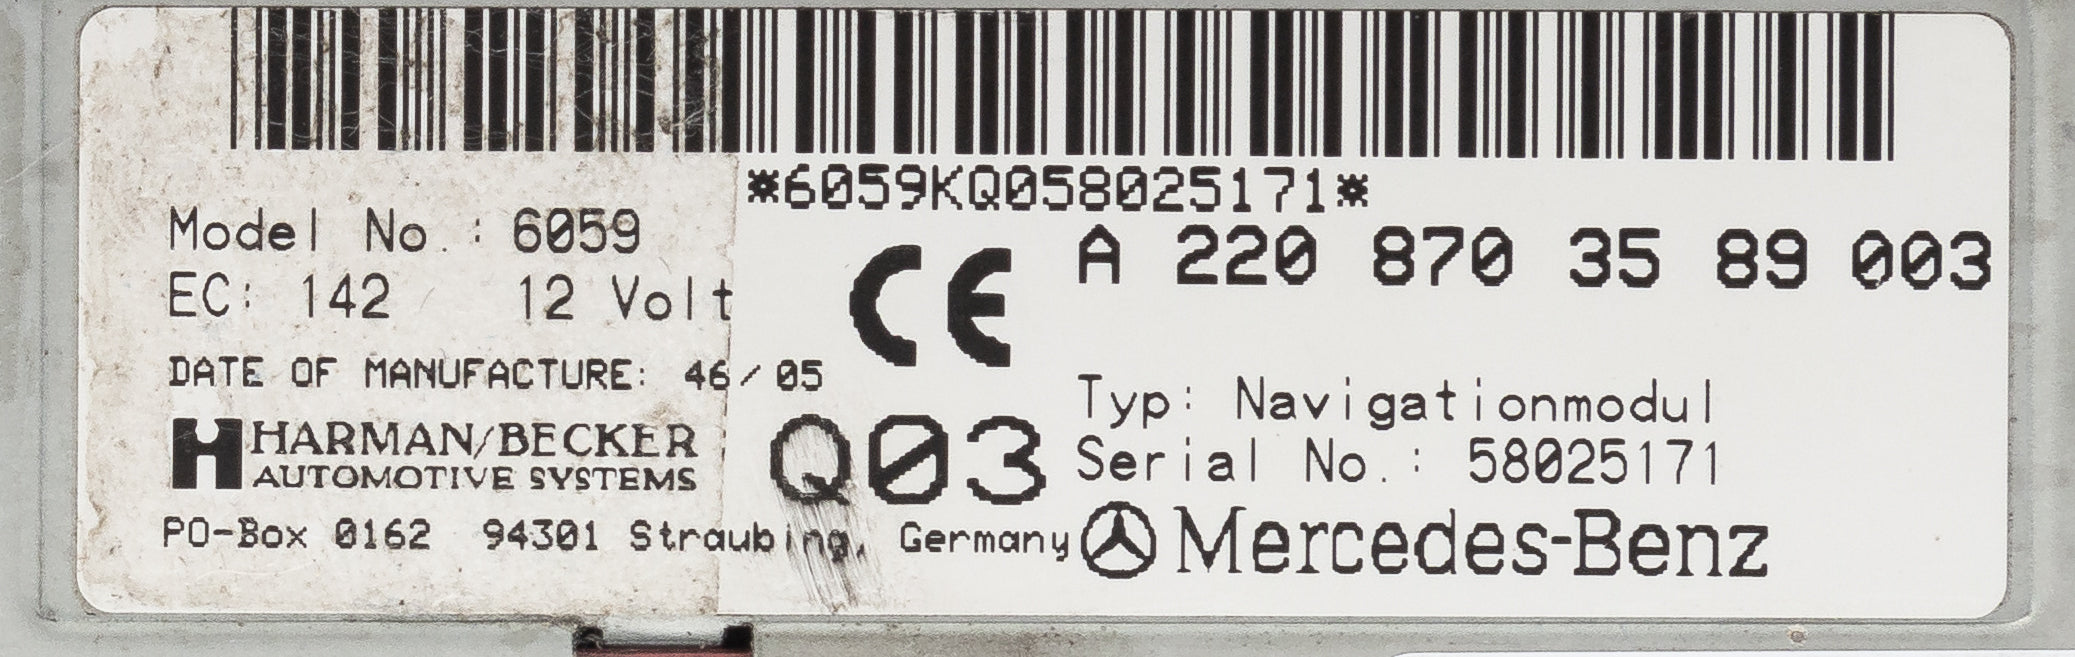 *6059KQ058025171*
Model No.: 6059
A 220 870 35 89 003
EC: 142 12 Volt
CE
DATE OF MANUFACTURE: 46/05
Typ: Navigationmodul
HARMAN/BECKER
AUTOMOTIVE SYSTEMS
Q03
Serial No.: 58025171
PO-Box 0162 94301 Straubing, Germany
Mercedes-Benz